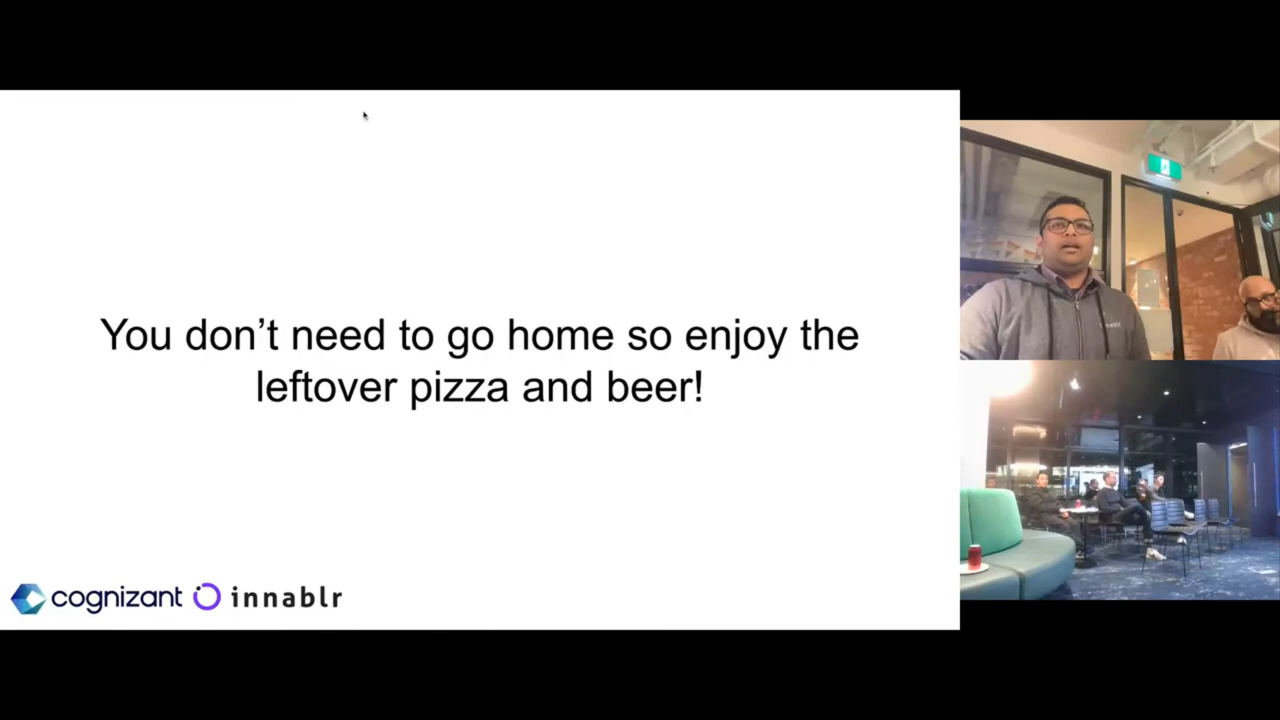 You don’t need to go home so enjoy the
leftover pizza and beer!
cognizant innablr